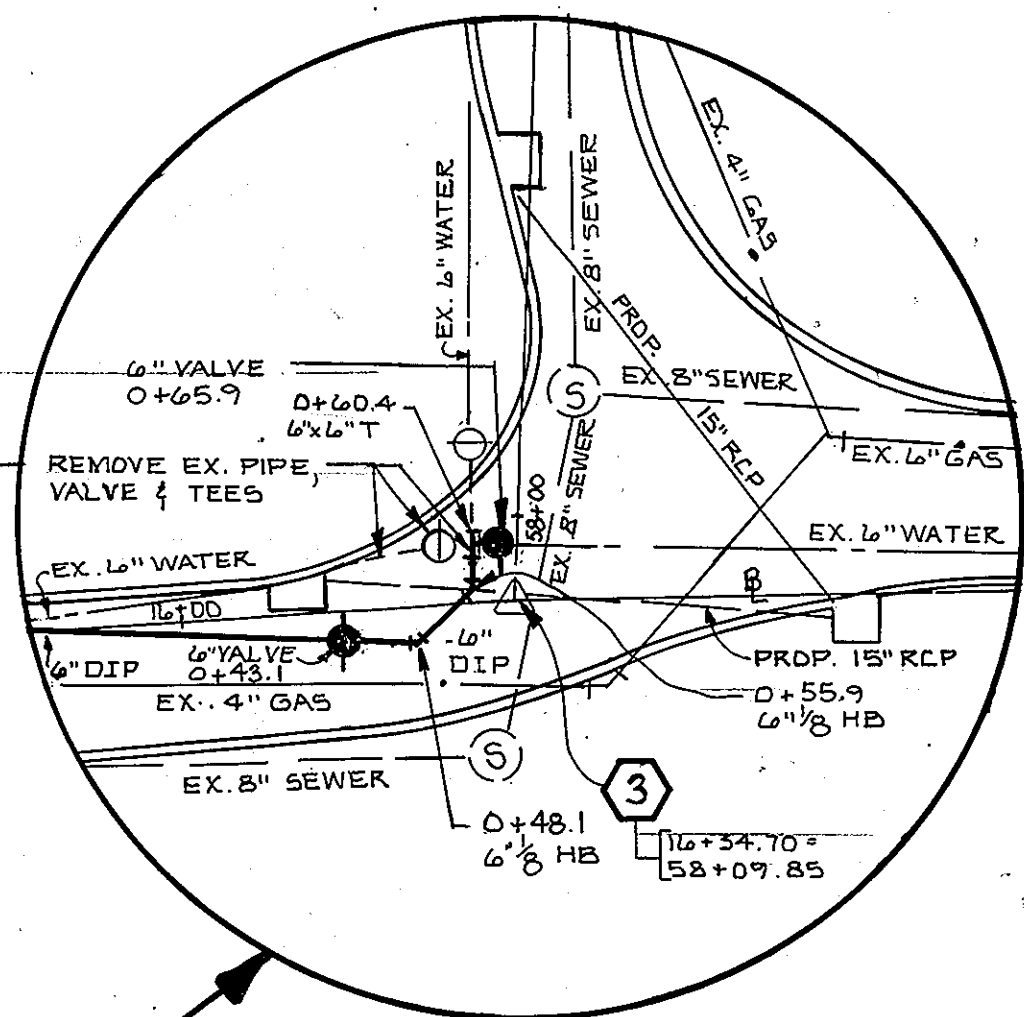 EX. 4" GAS
EX. 6" WATER
EX. 8" SEWER
PROP.
15" RCP
6" VALVE
0+65.9
EX. 8" SEWER
S
0+60.4
6"x6" T
REMOVE EX. PIPE,
VALVE & TEES
EX. 6" GAS
58+00
EX. 8" SEWER
EX. 6" WATER
EX. 6" WATER
16+00
6" DIP
6" VALVE
0+43.1
6"
DIP
PROP. 15" RCP
EX. 4" GAS
0+55.9
6" 1/8 HB
S
EX. 8" SEWER
3
0+48.1
6" 1/8 HB
16+34.70 =
58+09.85